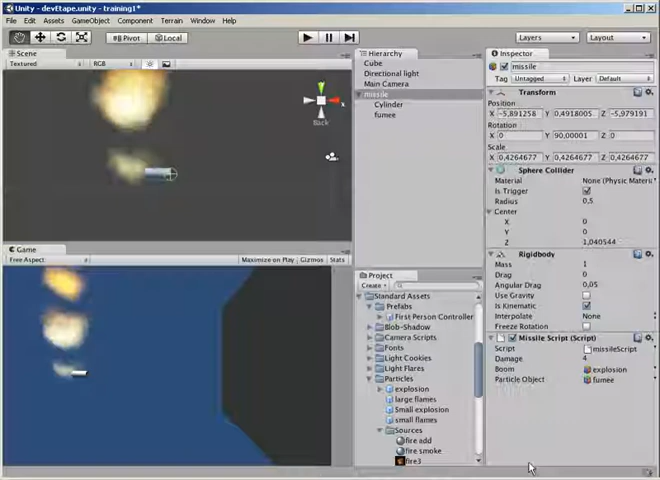 Unity - devEtape.unity - training1*
File Edit Assets GameObject Component Terrain Window Help
Pivot Local Layers Layout
Scene
Textured RGB
x
Back
Game
Free Aspect Maximize on Play Gizmos Stats
Hierarchy
Cube
Directional light
Main Camera
missile
Cylinder
fumee
Project
Create
Standard Assets
Prefabs
First Person Controller
Blob-Shadow
Camera Scripts
Fonts
Light Cookies
Light Flares
Particles
explosion
large flames
Small explosion
small flames
Sources
fire add
fire smoke
fire3
Inspector
missile
Tag Untagged Layer Default
Transform
Position
X -5,891258 Y 0,4918005 Z -5,979191
Rotation
X 0 Y 90,00001 Z 0
Scale
X 0,4264677 Y 0,4264677 Z 0,4264677
Sphere Collider
Material None (Physic Materi
Is Trigger
Radius 0,5
Center
X 0
Y 0
Z 1,040544
Rigidbody
Mass 1
Drag 0
Angular Drag 0,05
Use Gravity
Is Kinematic
Interpolate None
Freeze Rotation
Missile Script (Script)
Script missileScript
Damage 4
Boom explosion
Particle Object fumee